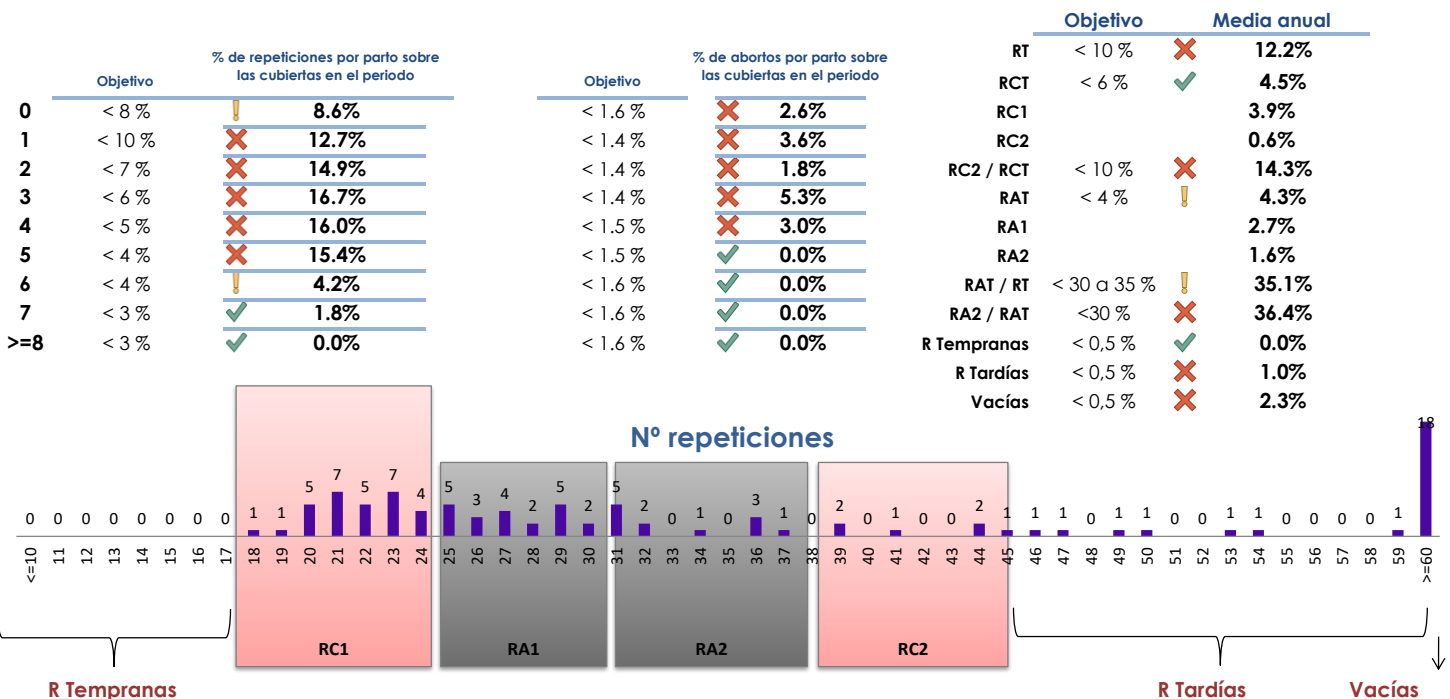 Objetivo Media anual
RT < 10 % 12.2%
RCT < 6 % 4.5%
RC1 3.9%
RC2 0.6%
RC2 / RCT < 10 % 14.3%
RAT < 4 % 4.3%
RA1 2.7%
RA2 1.6%
RAT / RT < 30 a 35 % 35.1%
RA2 / RAT <30 % 36.4%
R Tempranas < 0,5 % 0.0%
R Tardías < 0,5 % 1.0%
Vacías < 0,5 % 2.3%
Objetivo % de repeticiones por parto sobre
las cubiertas en el periodo
0 < 8 % 8.6%
1 < 10 % 12.7%
2 < 7 % 14.9%
3 < 6 % 16.7%
4 < 5 % 16.0%
5 < 4 % 15.4%
6 < 4 % 4.2%
7 < 3 % 1.8%
>=8 < 3 % 0.0%
Objetivo % de abortos por parto sobre
las cubiertas en el periodo
< 1.6 % 2.6%
< 1.4 % 3.6%
< 1.4 % 1.8%
< 1.4 % 5.3%
< 1.5 % 3.0%
< 1.5 % 0.0%
< 1.6 % 0.0%
< 1.6 % 0.0%
< 1.6 % 0.0%
Nº repeticiones
0 0 0 0 0 0 0 0 1 1 5 7 5 7 4 5 3 4 2 5 2 5 2 0 1 0 3 1 0 2 0 1 0 0 2 1 1 1 0 1 1 0 0 1 1 0 0 0 0 1 18
<=10 11 12 13 14 15 16 17 18 19 20 21 22 23 24 25 26 27 28 29 30 31 32 33 34 35 36 37 38 39 40 41 42 43 44 45 46 47 48 49 50 51 52 53 54 55 56 57 58 59 >=60
RC1 RA1 RA2 RC2
R Tempranas R Tardías Vacías